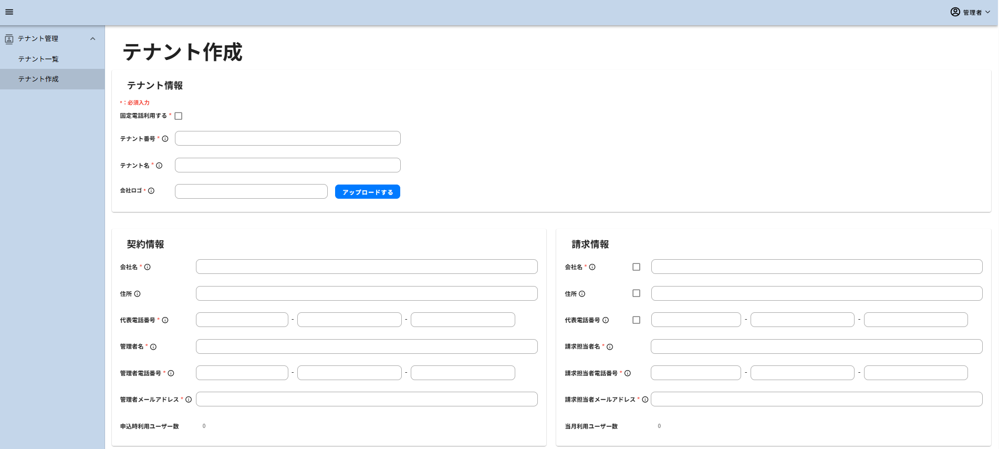 管理者
テナント管理
テナント一覧
テナント作成
テナント作成
テナント情報
*：必須入力
固定電話利用する *
テナント番号 *
テナント名 *
会社ロゴ *
アップロードする
契約情報
会社名 *
住所
代表電話番号 * - -
管理者名 *
管理者電話番号 * - -
管理者メールアドレス *
申込時利用ユーザー数 0
請求情報
会社名 *
住所
代表電話番号 - -
請求担当者名 *
請求担当者電話番号 * - -
請求担当者メールアドレス *
当月利用ユーザー数 0